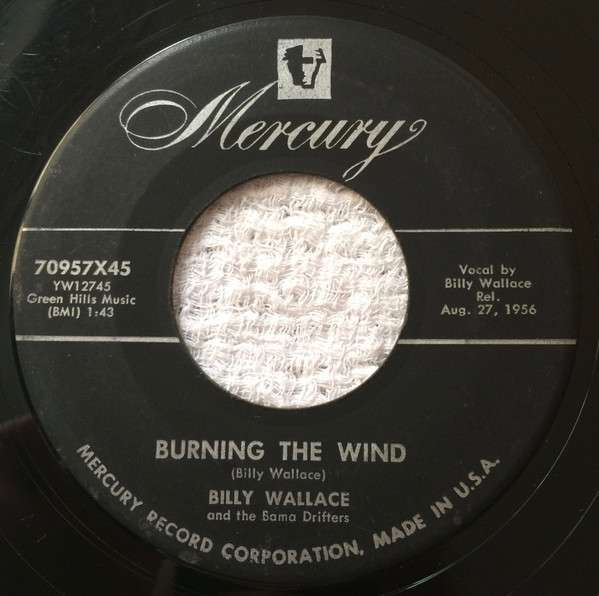 Mercury
70957X45
YW12745
Green Hills Music
(BMI) 1:43
Vocal by
Billy Wallace
Rel.
Aug. 27, 1956
BURNING THE WIND
(Billy Wallace)
BILLY WALLACE
and the Bama Drifters
MERCURY RECORD CORPORATION, MADE IN U.S.A.